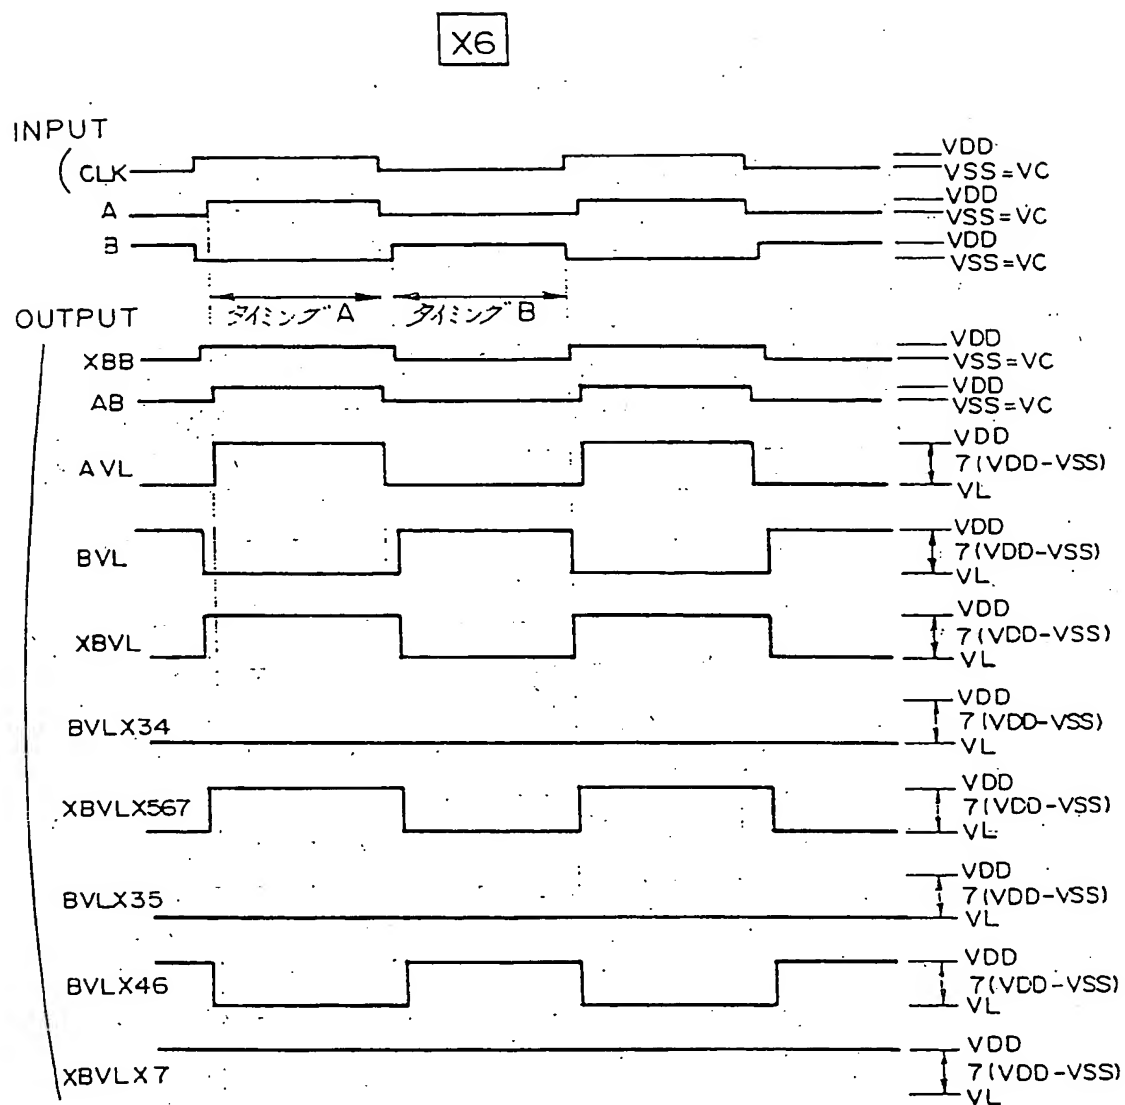 X6
INPUT
CLK
VDD
VSS=VC
A
VDD
VSS=VC
B
VDD
VSS=VC
タイミングA
タイミングB
OUTPUT
XBB
VDD
VSS=VC
AB
VDD
VSS=VC
AVL
VDD
7(VDD-VSS)
VL
BVL
VDD
7(VDD-VSS)
VL
XBVL
VDD
7(VDD-VSS)
VL
BVLX34
VDD
7(VDD-VSS)
VL
XBVLX567
VDD
7(VDD-VSS)
VL
BVLX35
VDD
7(VDD-VSS)
VL
BVLX46
VDD
7(VDD-VSS)
VL
XBVLX7
VDD
7(VDD-VSS)
VL